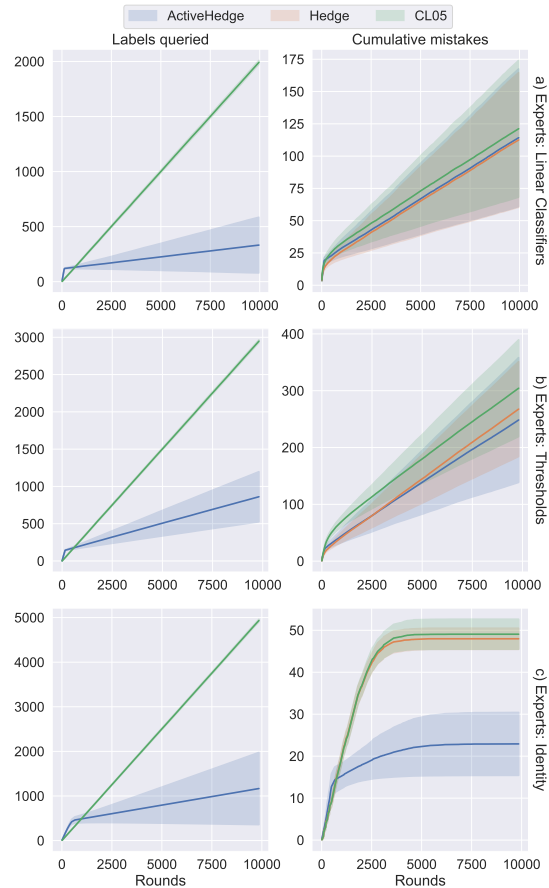 ActiveHedge Hedge CL05
Labels queried Cumulative mistakes
2000
1500
1000
500
0
0 2500 5000 7500 10000
175
150
125
100
75
50
25
0
0 2500 5000 7500 10000
a) Experts: Linear Classifiers
3000
2500
2000
1500
1000
500
0
0 2500 5000 7500 10000
400
300
200
100
0
0 2500 5000 7500 10000
b) Experts: Thresholds
5000
4000
3000
2000
1000
0
0 2500 5000 7500 10000
Rounds
50
40
30
20
10
0
0 2500 5000 7500 10000
Rounds
c) Experts: Identity